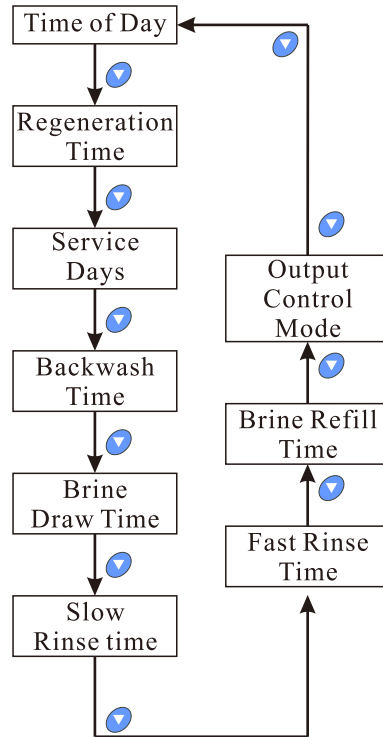 Time of Day
Regeneration
Time
Service
Days
Backwash
Time
Brine
Draw Time
Slow
Rinse time
Output
Control
Mode
Brine Refill
Time
Fast Rinse
Time